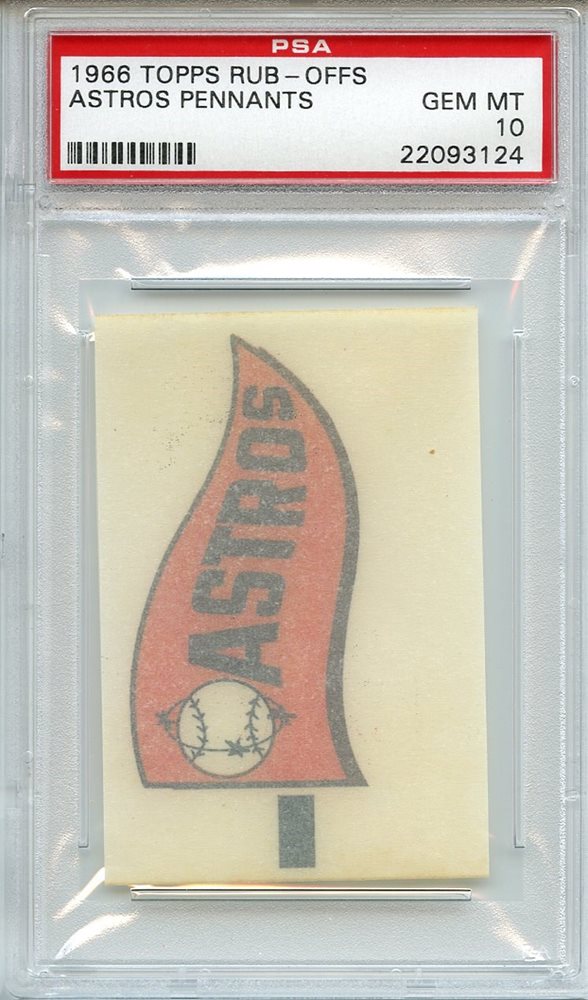 PSA
1966 TOPPS RUB-OFFS
ASTROS PENNANTS GEM MT
10
22093124
ASTROS